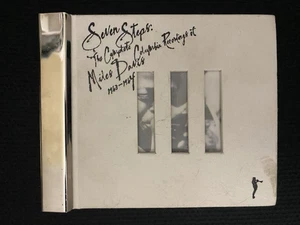 Seven Steps:
The Complete Columbia Recordings of
Miles Davis
1963-1964